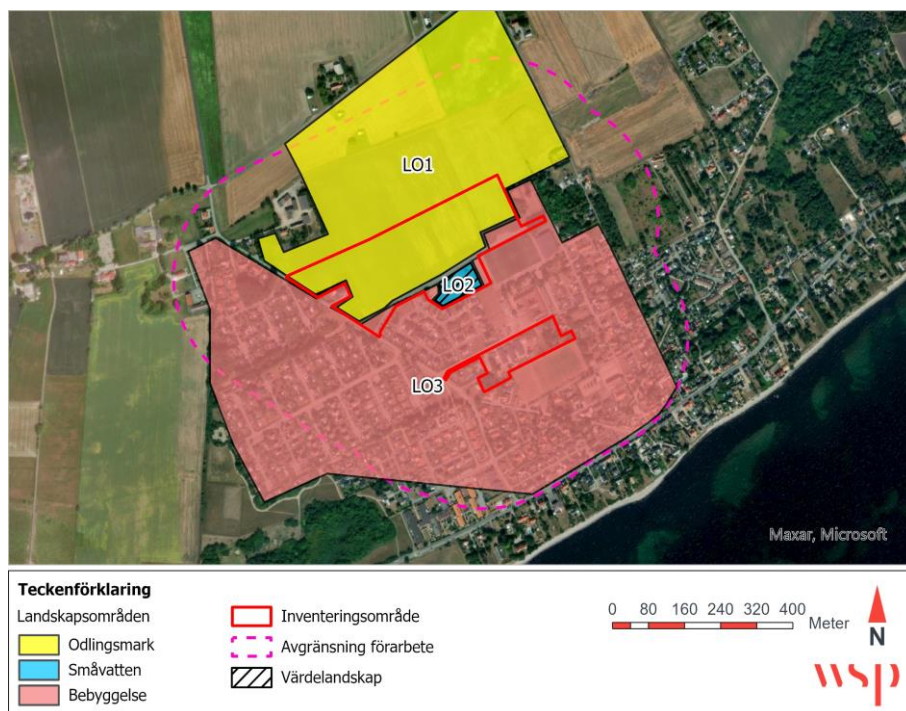 LO1
LO2
LO3
Maxar, Microsoft
Teckenförklaring
Landskapsområden
Odlingsmark
Småvatten
Bebyggelse
Inventeringsområde
Avgränsning förarbete
Värdelandskap
0 80 160 240 320 400 Meter
N
wsp